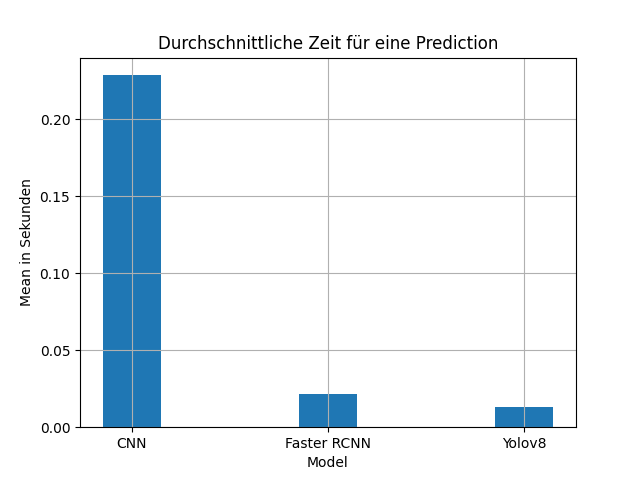 Durchschnittliche Zeit für eine Prediction
Mean in Sekunden
0.20
0.15
0.10
0.05
0.00
CNN
Faster RCNN
Yolov8
Model